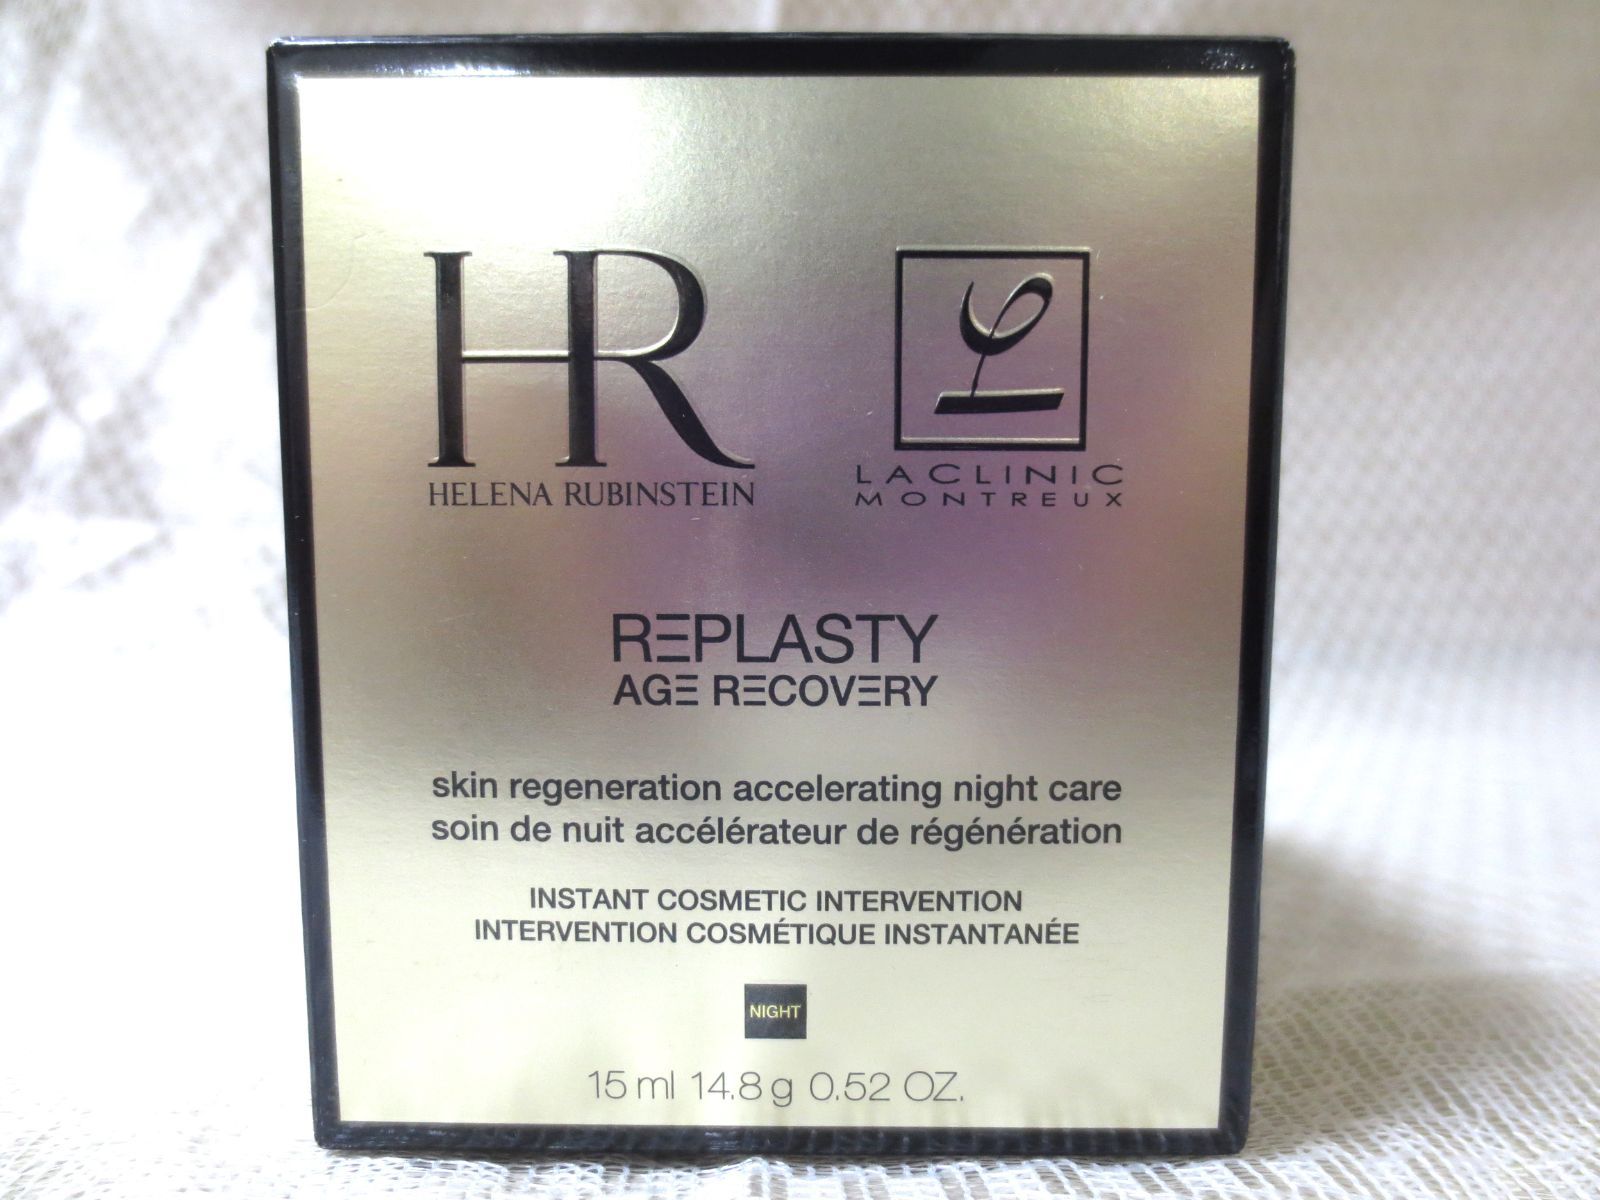 HR
HELENA RUBINSTEIN
LACLINIC
MONTREUX
REPLASTY
AGE RECOVERY
skin regeneration accelerating night care
soin de nuit accélérateur de régénération
INSTANT COSMETIC INTERVENTION
INTERVENTION COSMÉTIQUE INSTANTANÉE
NIGHT
15 ml 14.8 g 0.52 OZ.